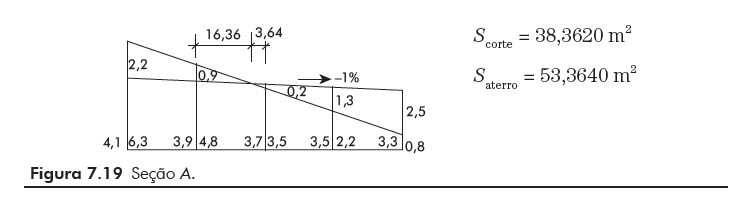 16,36 3,64
S corte = 38,3620 m²
2,2
0,9
–1%
S aterro = 53,3640 m²
0,2
1,3
2,5
4,1 6,3 3,9 4,8 3,7 3,5 3,5 2,2 3,3 0,8
Figura 7.19 Seção A.